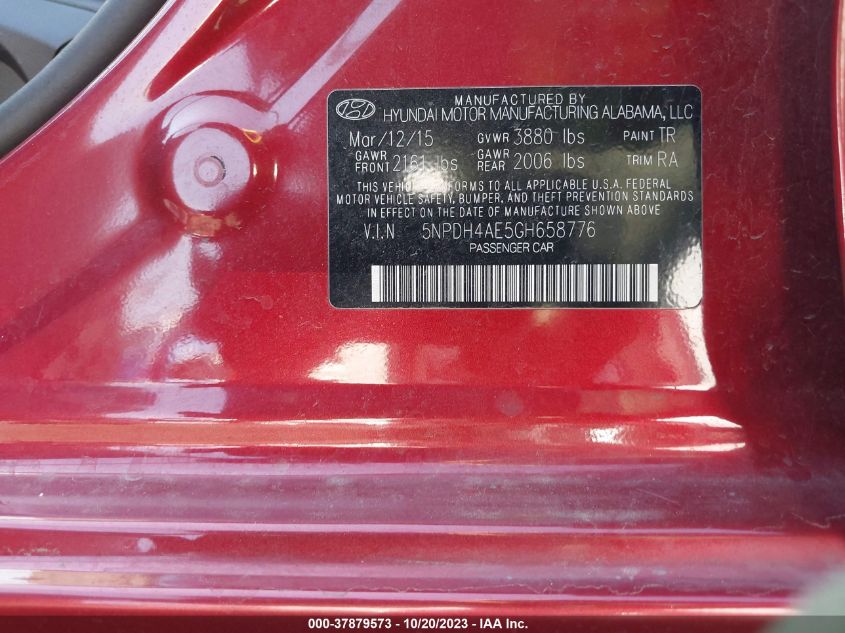 MANUFACTURED BY
HYUNDAI MOTOR MANUFACTURING ALABAMA, LLC
Mar/12/15 GVWR 3880 lbs PAINT TR
GAWR FRONT 2161 lbs GAWR REAR 2006 lbs TRIM RA
THIS VEHICLE CONFORMS TO ALL APPLICABLE U.S.A. FEDERAL
MOTOR VEHICLE SAFETY, BUMPER, AND THEFT PREVENTION STANDARDS
IN EFFECT ON THE DATE OF MANUFACTURE SHOWN ABOVE
V.I.N 5NPDH4AE5GH658776
PASSENGER CAR
000-37879573 - 10/20/2023 - IAA Inc.